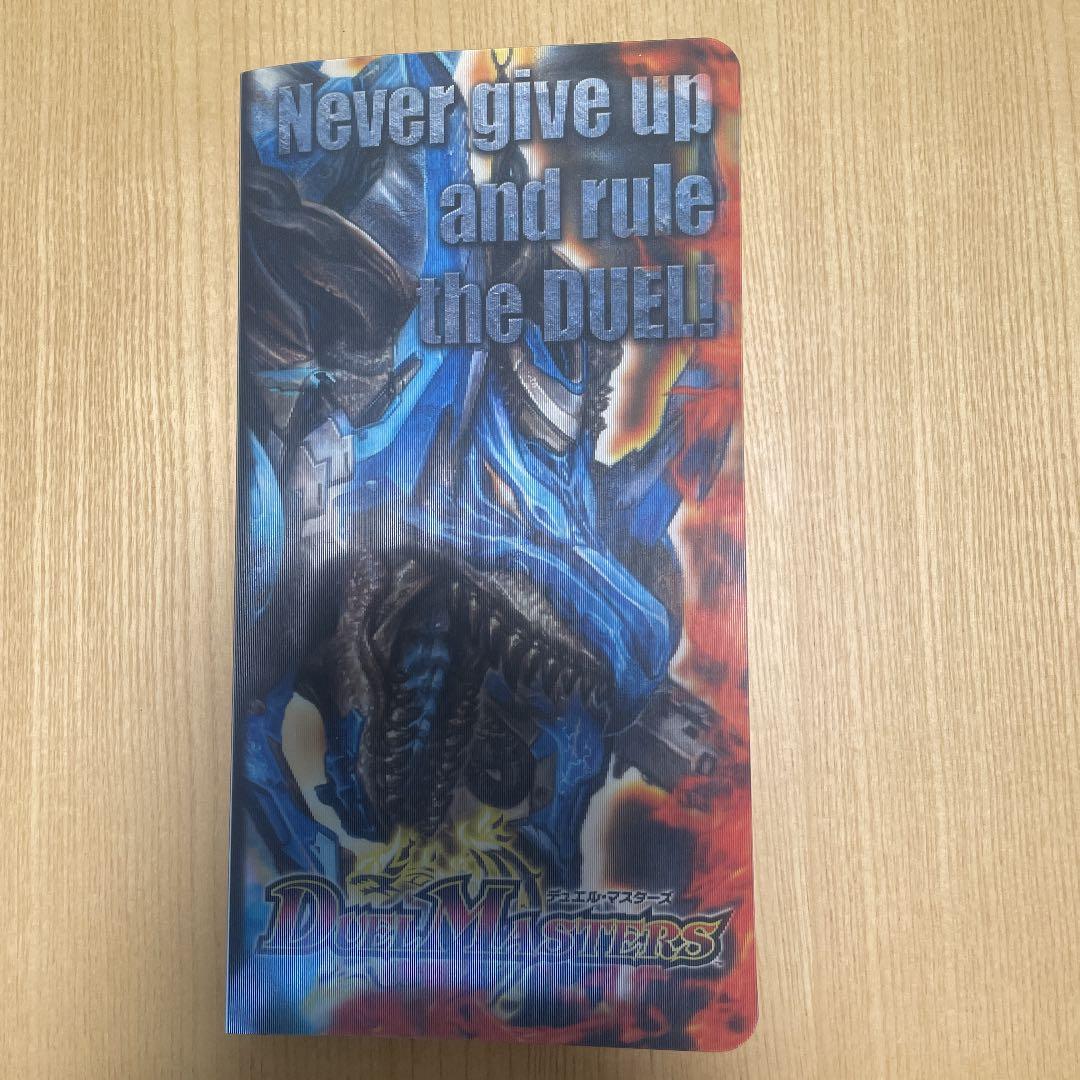 Never give up
and rule
the DUEL!
デュエル・マスターズ
DUEL MASTERS